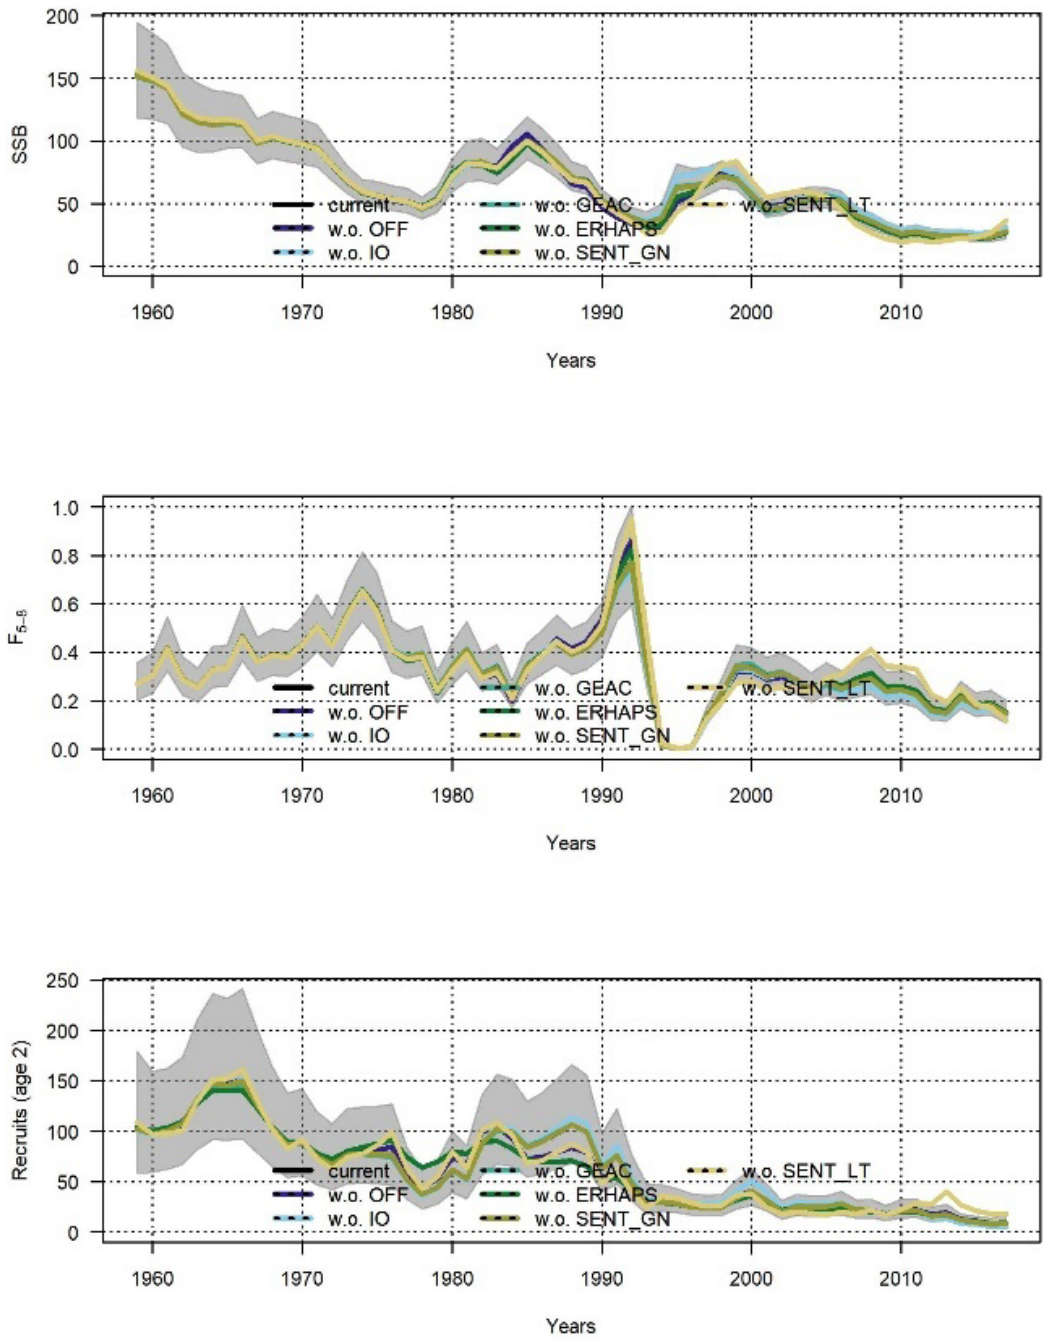 200
150
SSB
100
50
0
current
w.o. OFF
w.o. IO
w.o. GEAC
w.o. ERHAPS
w.o. SENT_GN
w.o. SENT_LT
1960 1970 1980 1990 2000 2010
Years
1.0
0.8
0.6
F5–8
0.4
0.2
0.0
current
w.o. OFF
w.o. IO
w.o. GEAC
w.o. ERHAPS
w.o. SENT_GN
w.o. SENT_LT
1960 1970 1980 1990 2000 2010
Years
250
200
150
Recruits (age 2)
100
50
0
current
w.o. OFF
w.o. IO
w.o. GEAC
w.o. ERHAPS
w.o. SENT_GN
w.o. SENT_LT
1960 1970 1980 1990 2000 2010
Years